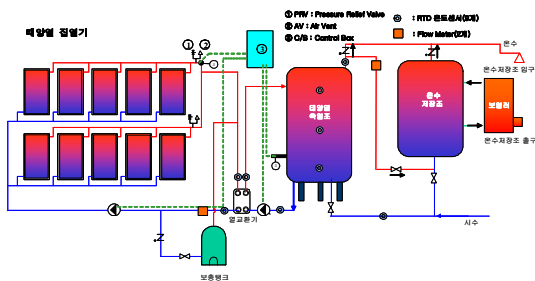 태양열 집열기
① PRV : Pressure Relief Valve
② AV : Air Vent
③ C/B : Control Box
: RTD 온도센서(9개)
: Flow Meter(2개)
① ②
③
태양열
축열조
온수
저장조
보일러
온수
온수저장조 입구
온수저장조 출구
열교환기
보충탱크
시수